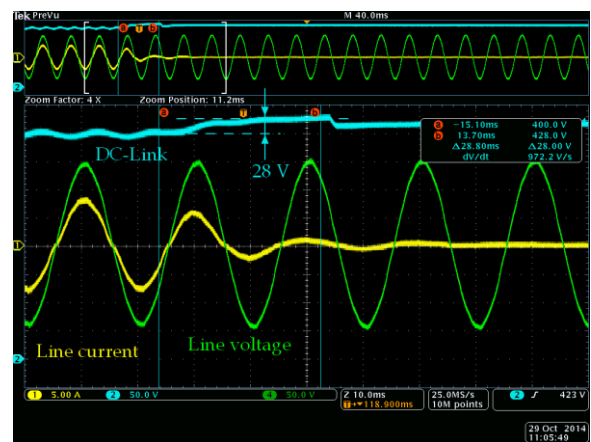 Tek PreVu M 40.0ms
a T b
1
2
Zoom Factor: 4 X Zoom Position: 11.2ms
a T b
a −15.10ms 400.0 V
b 13.70ms 428.0 V
Δ28.80ms Δ28.00 V
dV/dt 972.2 V/s
DC-Link
28 V
1
Line current Line voltage
2
1 5.00 A 2 50.0 V 4 50.0 V Z 10.0ms 25.0MS/s 2 423 V
T→▼118.900ms 10M points
29 Oct 2014
11:05:49